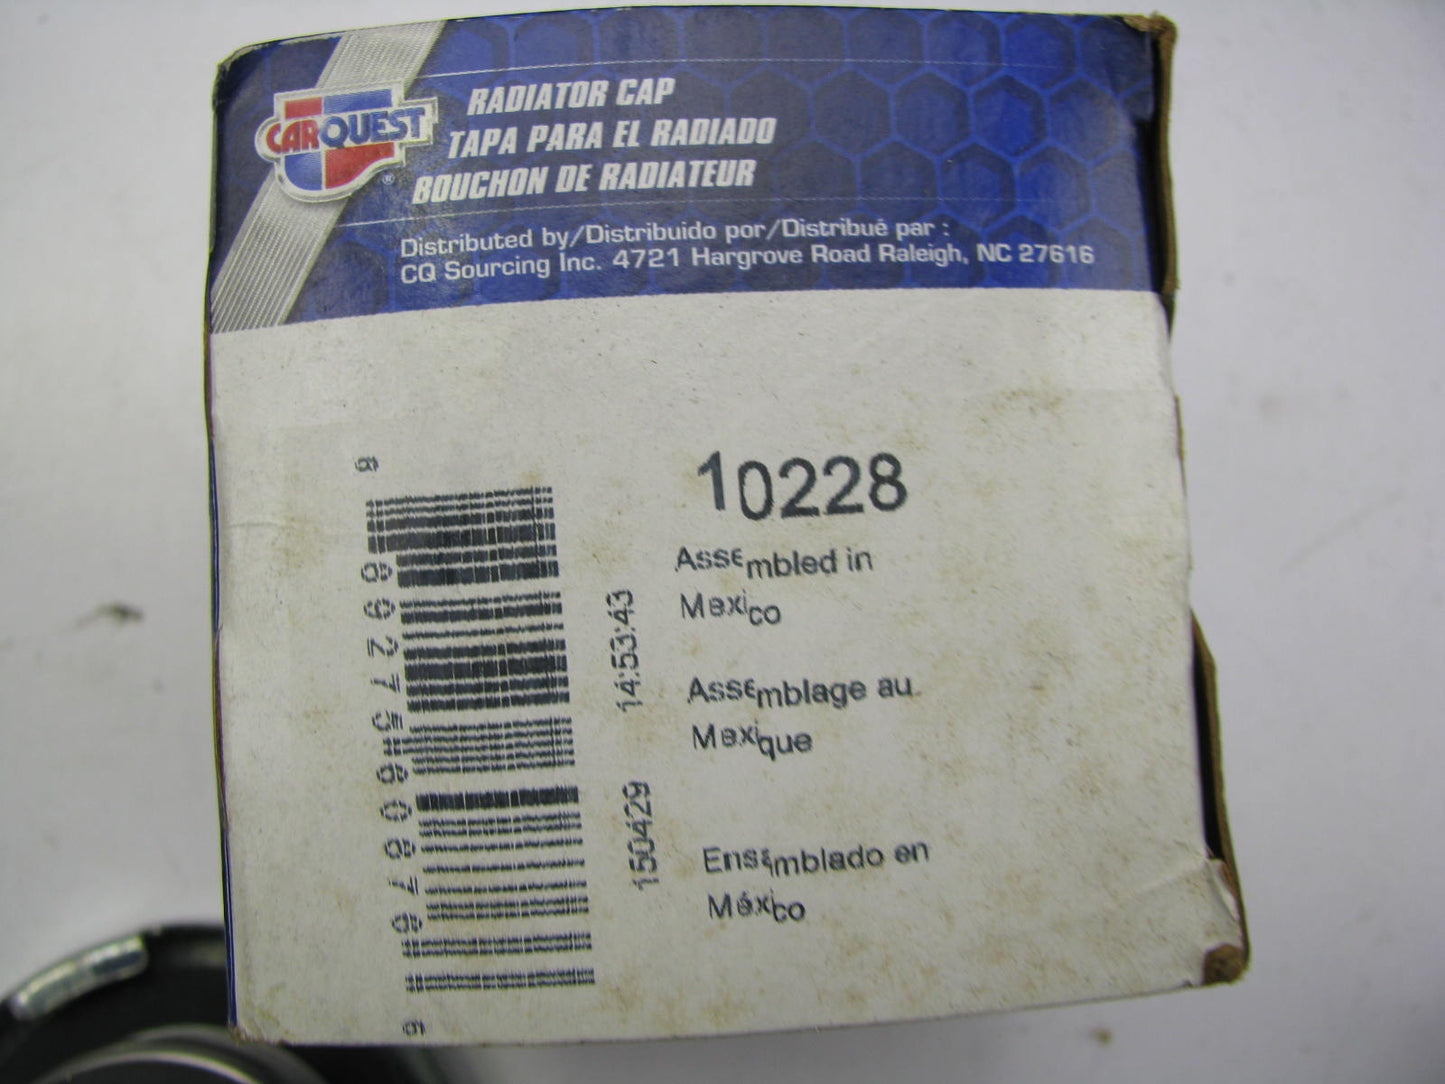 CARQUEST®
RADIATOR CAP
TAPA PARA EL RADIADO
BOUCHON DE RADIATEUR
Distributed by/Distribuido por/Distribué par :
CQ Sourcing Inc. 4721 Hargrove Road Raleigh, NC 27616
10228
Assembled in
Mexico
Assemblage au
Mexique
Ensamblado en
México
14:53:43
150429